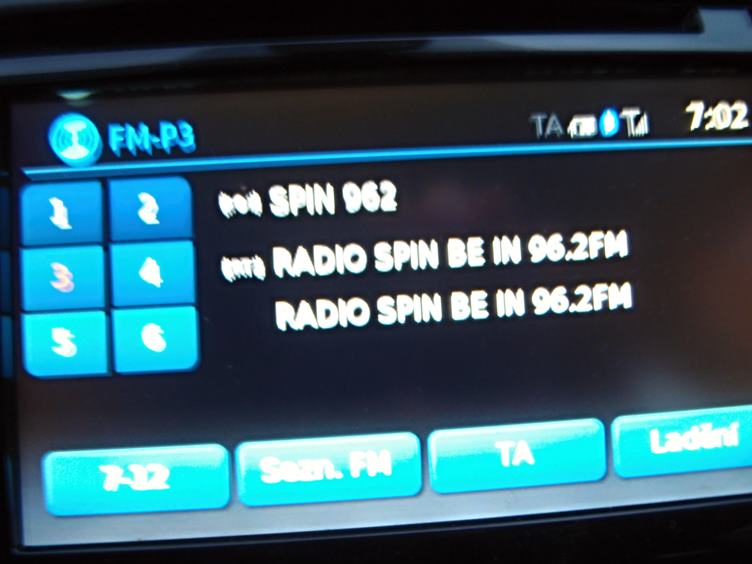 FM-P3 TA 7:02
1 2 SPIN 962
3 4 RADIO SPIN BE IN 96.2FM
RADIO SPIN BE IN 96.2FM
5 6
7-12 Sezn. FM TA Ladění